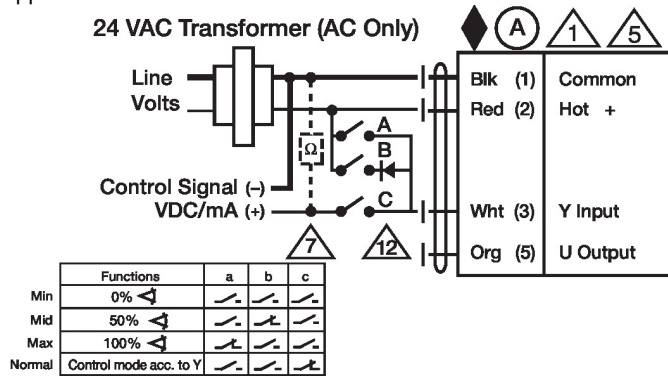 24 VAC Transformer (AC Only)
A 1 5
Line
Volts
Blk (1) Common
Red (2) Hot +
A
B
Ω
Control Signal (–)
VDC/mA (+)
C
Wht (3) Y Input
7 12
Org (5) U Output
Functions a b c
Min 0%
Mid 50%
Max 100%
Normal Control mode acc. to Y